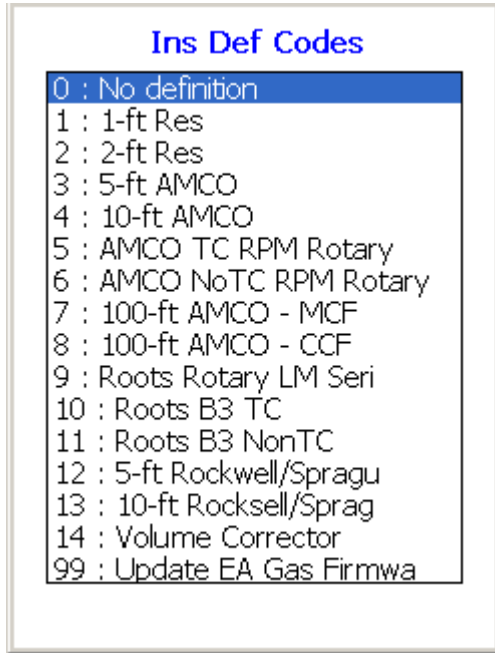 Ins Def Codes
0 : No definition
1 : 1-ft Res
2 : 2-ft Res
3 : 5-ft AMCO
4 : 10-ft AMCO
5 : AMCO TC RPM Rotary
6 : AMCO NoTC RPM Rotary
7 : 100-ft AMCO - MCF
8 : 100-ft AMCO - CCF
9 : Roots Rotary LM Seri
10 : Roots B3 TC
11 : Roots B3 NonTC
12 : 5-ft Rockwell/Spragu
13 : 10-ft Rocksell/Sprag
14 : Volume Corrector
99 : Update EA Gas Firmwa